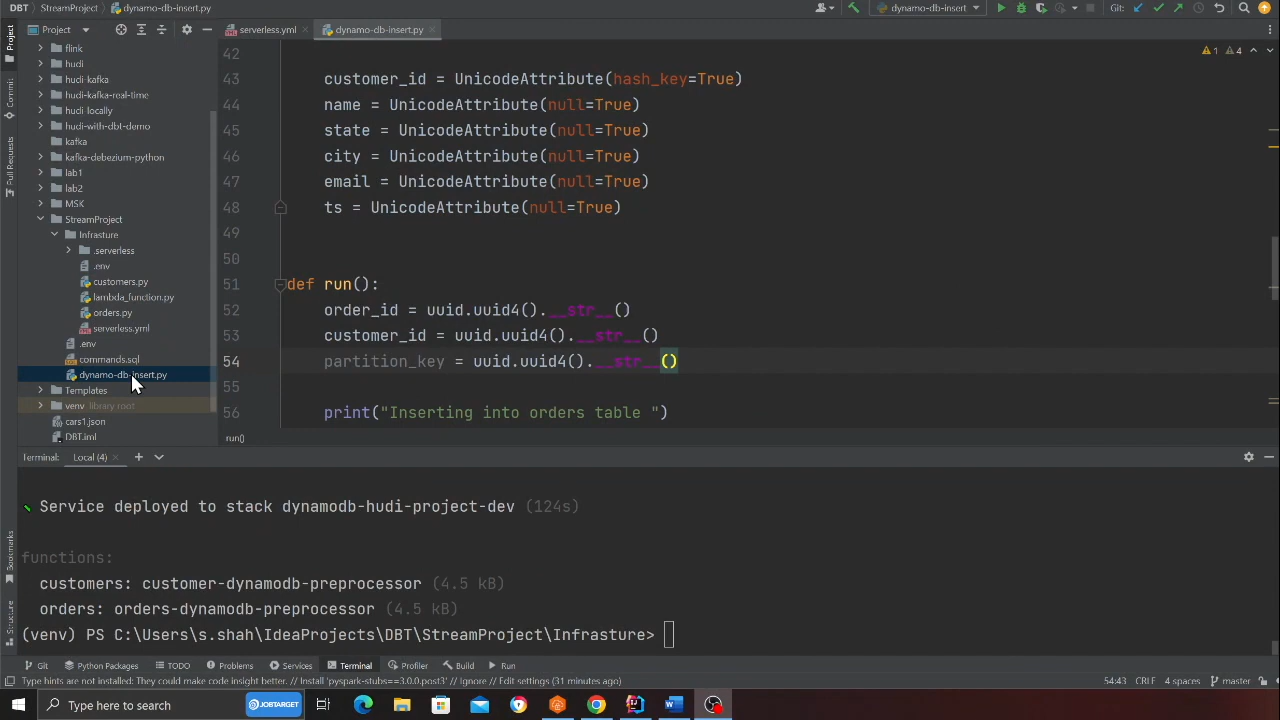 DBT
StreamProject
dynamo-db-insert.py
dynamo-db-insert
Git:
Project
serverless.yml
dynamo-db-insert.py
1
4
Project
Commit
Pull Requests
Bookmarks
Structure
flink
hudi
hudi-kafka
hudi-kafka-real-time
hudi-locally
hudi-with-dbt-demo
kafka
kafka-debezium-python
lab1
lab2
MSK
StreamProject
Infrasture
.serverless
.env
customers.py
lambda_function.py
orders.py
serverless.yml
.env
commands.sql
dynamo-db-insert.py
Templates
venv library root
cars1.json
DBT.iml
42
43 customer_id = UnicodeAttribute(hash_key=True)
44 name = UnicodeAttribute(null=True)
45 state = UnicodeAttribute(null=True)
46 city = UnicodeAttribute(null=True)
47 email = UnicodeAttribute(null=True)
48 ts = UnicodeAttribute(null=True)
49
50
51 def run():
52 order_id = uuid.uuid4().__str__()
53 customer_id = uuid.uuid4().__str__()
54 partition_key = uuid.uuid4().__str__()
55
56 print("Inserting into orders table ")
run()
Terminal: Local (4)
Service deployed to stack dynamodb-hudi-project-dev (124s)
functions:
customers: customer-dynamodb-preprocessor (4.5 kB)
orders: orders-dynamodb-preprocessor (4.5 kB)
(venv) PS C:\Users\s.shah\IdeaProjects\DBT\StreamProject\Infrasture>
Git Python Packages TODO Problems Services Terminal Profiler Build Run
Type hints are not installed: They could make code insight better. // Install 'pyspark-stubs==3.0.0.post3' // Ignore // Edit settings (31 minutes ago)
54:43 CRLF 4 spaces master
Type here to search
JOBTARGET